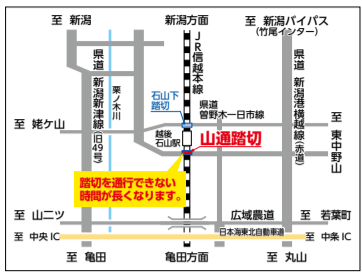 至 新潟
新潟方面
至 新潟バイパス
(竹尾インター)
県道 新潟新津線(旧49号)
栗ノ木川
JR信越本線
石山下
踏切
県道
曽野木一日市線
県道 新潟港横越線(赤道)
至 姥ケ山
越後
石山駅
山通踏切
至 東中野山
踏切を通行できない
時間が長くなります。
至 山二ツ
広域農道
至 若葉町
至 中央IC
日本海東北自動車道
至 中条IC
至 亀田
亀田方面
至 丸山